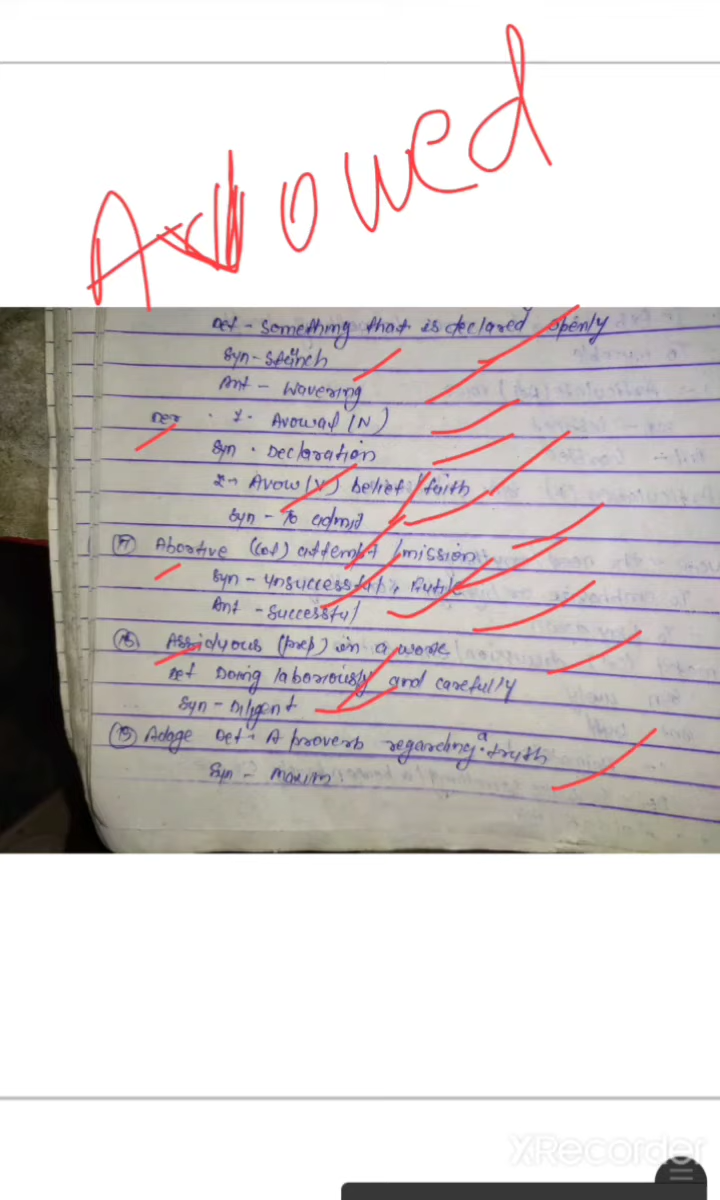 Avowed
Def - Something that is declared openly
Syn - Stanch
Ant - Wavering
Der . 1. Avowal (N)
Syn . Declaration
2 - Avow (V) belief/faith
Syn - To admit
17 Abortive (Col) attempt /mission
Syn - Unsuccessful, Futile
Ant - Successful
18 Assiduous (prep) in a work
Def Doing laboriously and carefully
Syn - Diligent
19 Adage Def - A proverb regarding a truth
Syn - Maxim.
XRecorder